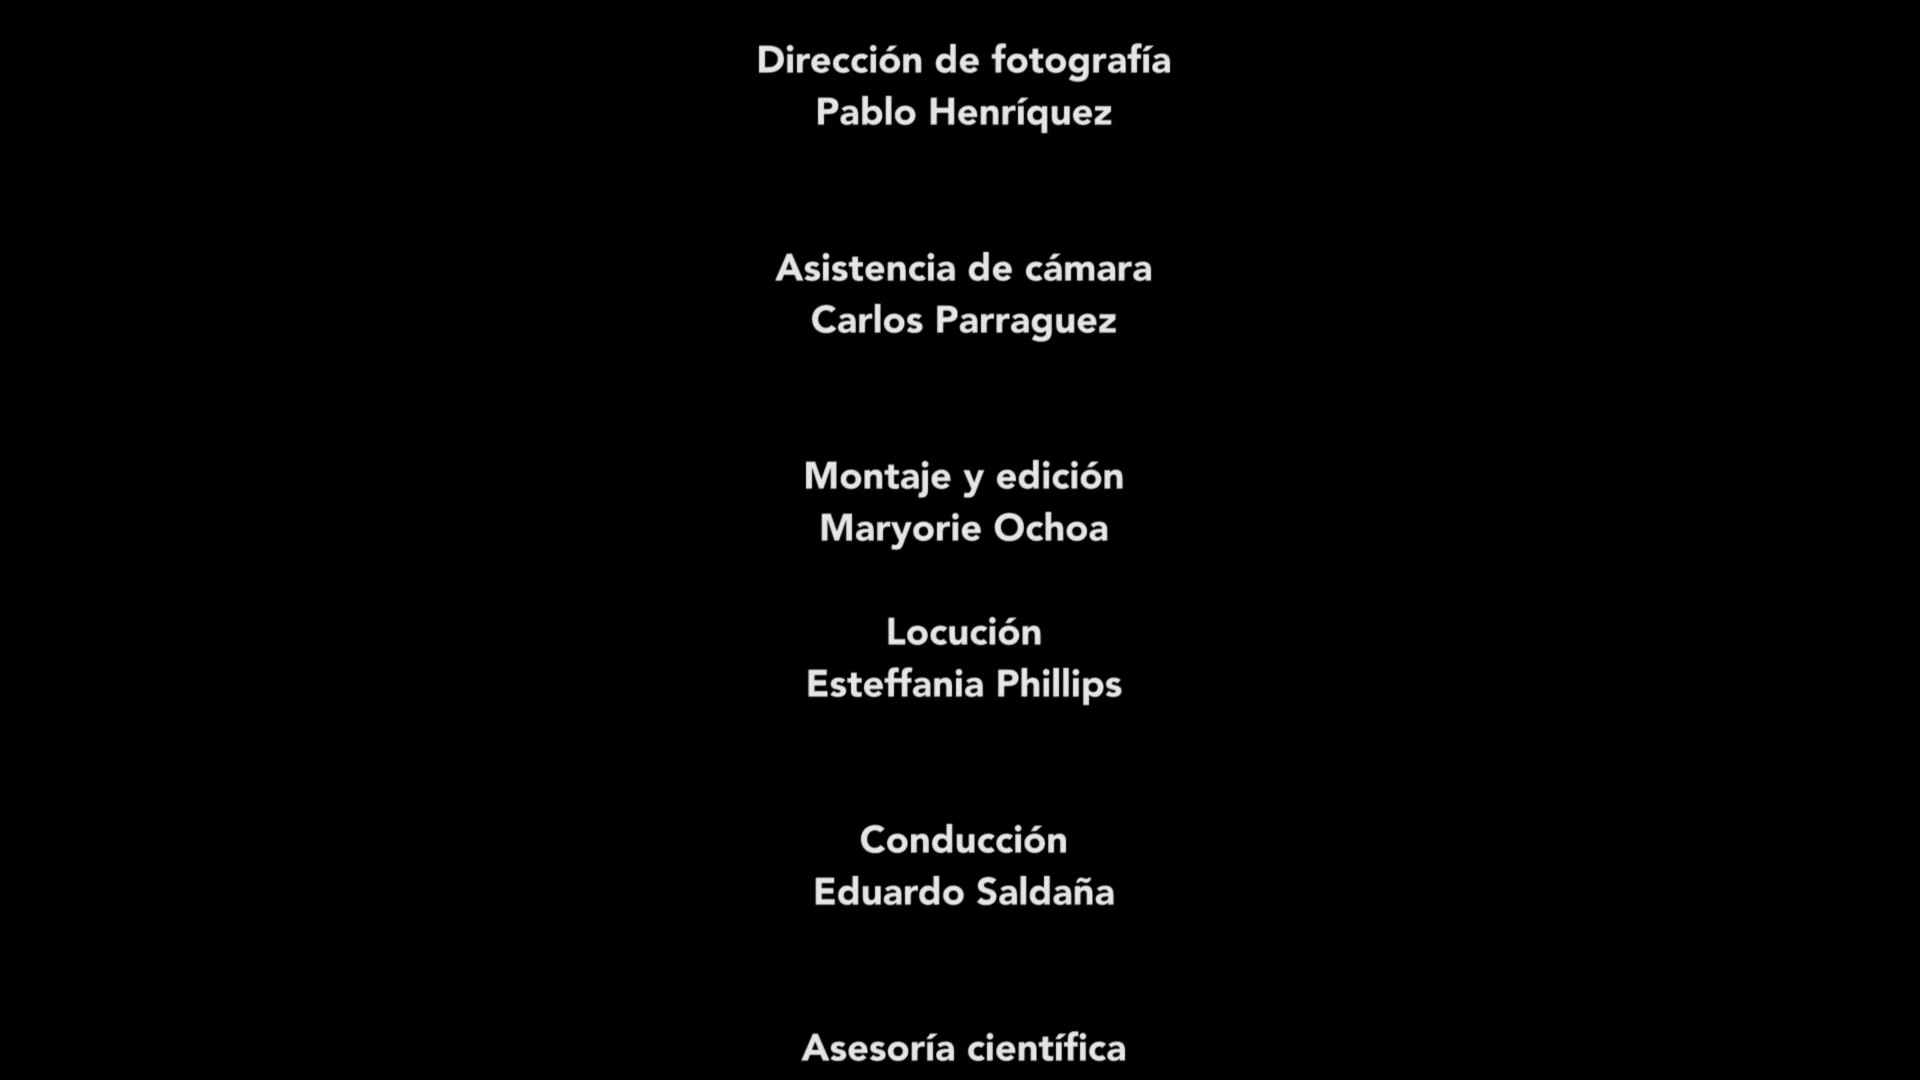 Dirección de fotografía
Pablo Henríquez
Asistencia de cámara
Carlos Parraguez
Montaje y edición
Maryorie Ochoa
Locución
Esteffania Phillips
Conducción
Eduardo Saldaña
Asesoría científica